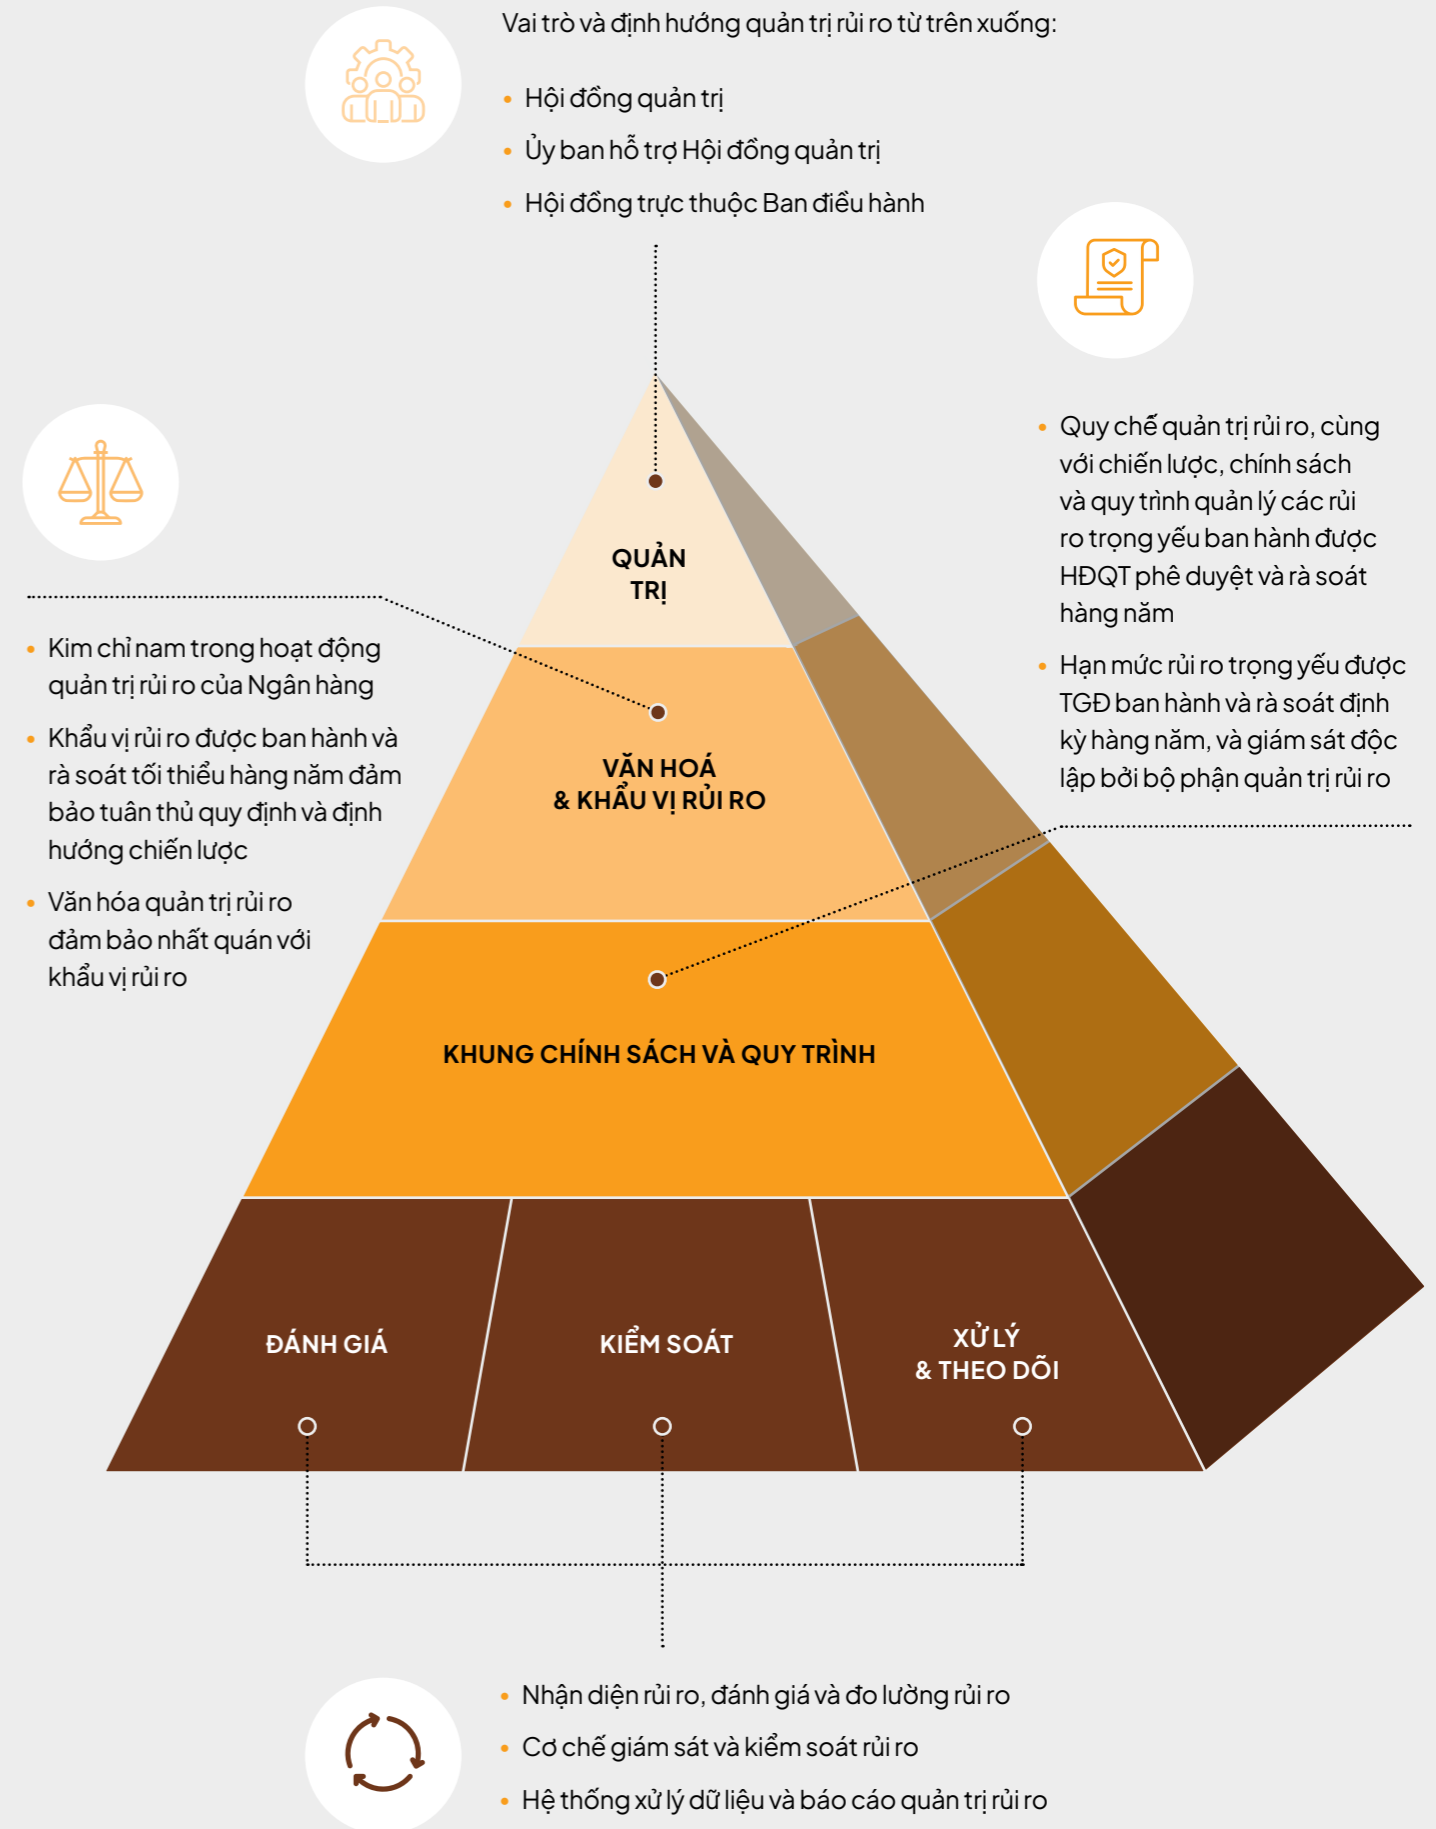 Vai trò và định hướng quản trị rủi ro từ trên xuống:
• Hội đồng quản trị
• Ủy ban hỗ trợ Hội đồng quản trị
• Hội đồng trực thuộc Ban điều hành
• Quy chế quản trị rủi ro, cùng
với chiến lược, chính sách
và quy trình quản lý các rủi
ro trọng yếu ban hành được
HĐQT phê duyệt và rà soát
hàng năm
• Hạn mức rủi ro trọng yếu được
TGĐ ban hành và rà soát định
kỳ hàng năm, và giám sát độc
lập bởi bộ phận quản trị rủi ro
• Kim chỉ nam trong hoạt động
quản trị rủi ro của Ngân hàng
• Khẩu vị rủi ro được ban hành và
rà soát tối thiểu hàng năm đảm
bảo tuân thủ quy định và định
hướng chiến lược
• Văn hóa quản trị rủi ro
đảm bảo nhất quán với
khẩu vị rủi ro
QUẢN
TRỊ
VĂN HOÁ
& KHẨU VỊ RỦI RO
KHUNG CHÍNH SÁCH VÀ QUY TRÌNH
ĐÁNH GIÁ
KIỂM SOÁT
XỬ LÝ
& THEO DÕI
• Nhận diện rủi ro, đánh giá và đo lường rủi ro
• Cơ chế giám sát và kiểm soát rủi ro
• Hệ thống xử lý dữ liệu và báo cáo quản trị rủi ro